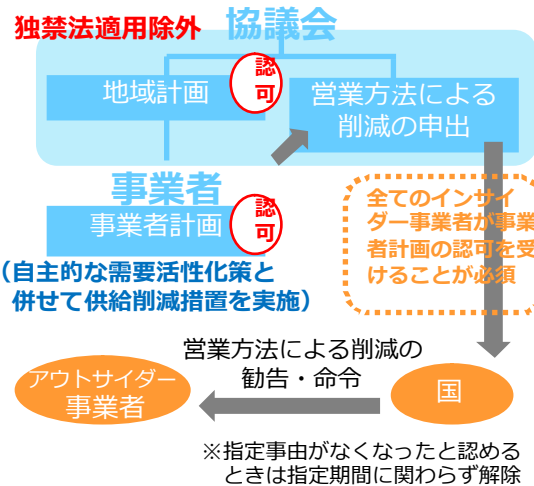 独禁法適用除外
協議会
地域計画
認
可
営業方法による
削減の申出
事業者
事業者計画
認
可
(自主的な需要活性化策と
併せて供給削減措置を実施)
全てのインサイ
ダー事業者が事業
者計画の認可を受
けることが必須
営業方法による削減の
勧告・命令
アウトサイダー
事業者
国
※指定事由がなくなったと認める
ときは指定期間に関わらず解除